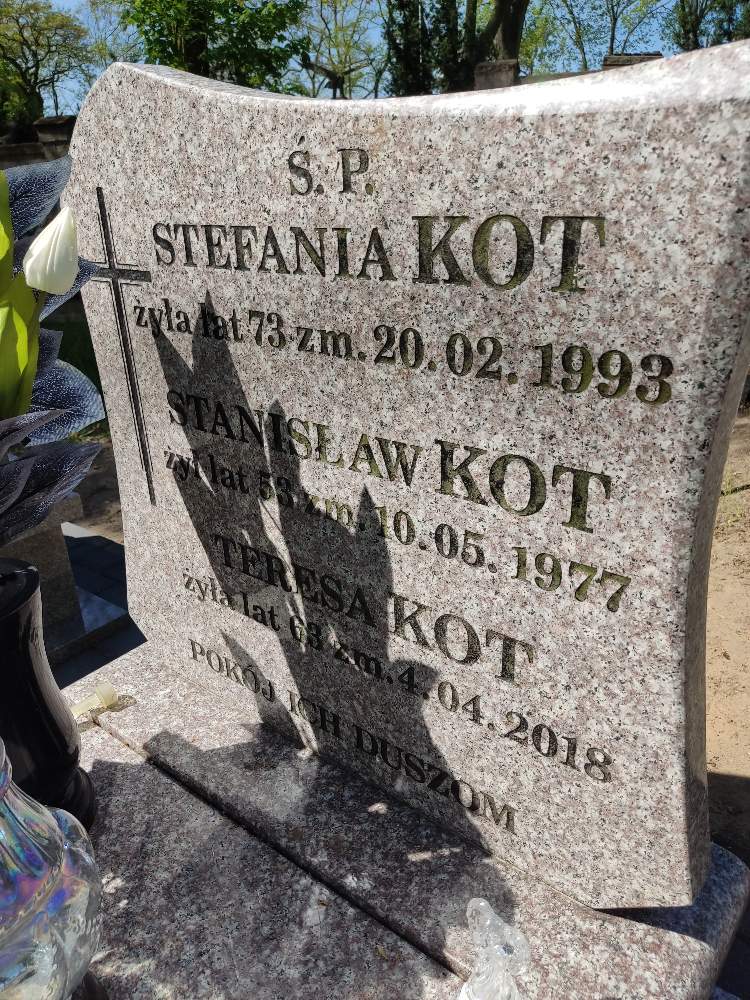 Ś.P.
STEFANIA KOT
żyła lat 73 zm. 20.02.1993
STANISŁAW KOT
żył lat 53 zm. 10.05.1977
TERESA KOT
żyła lat 63 zm. 4.04.2018
POKÓJ ICH DUSZOM